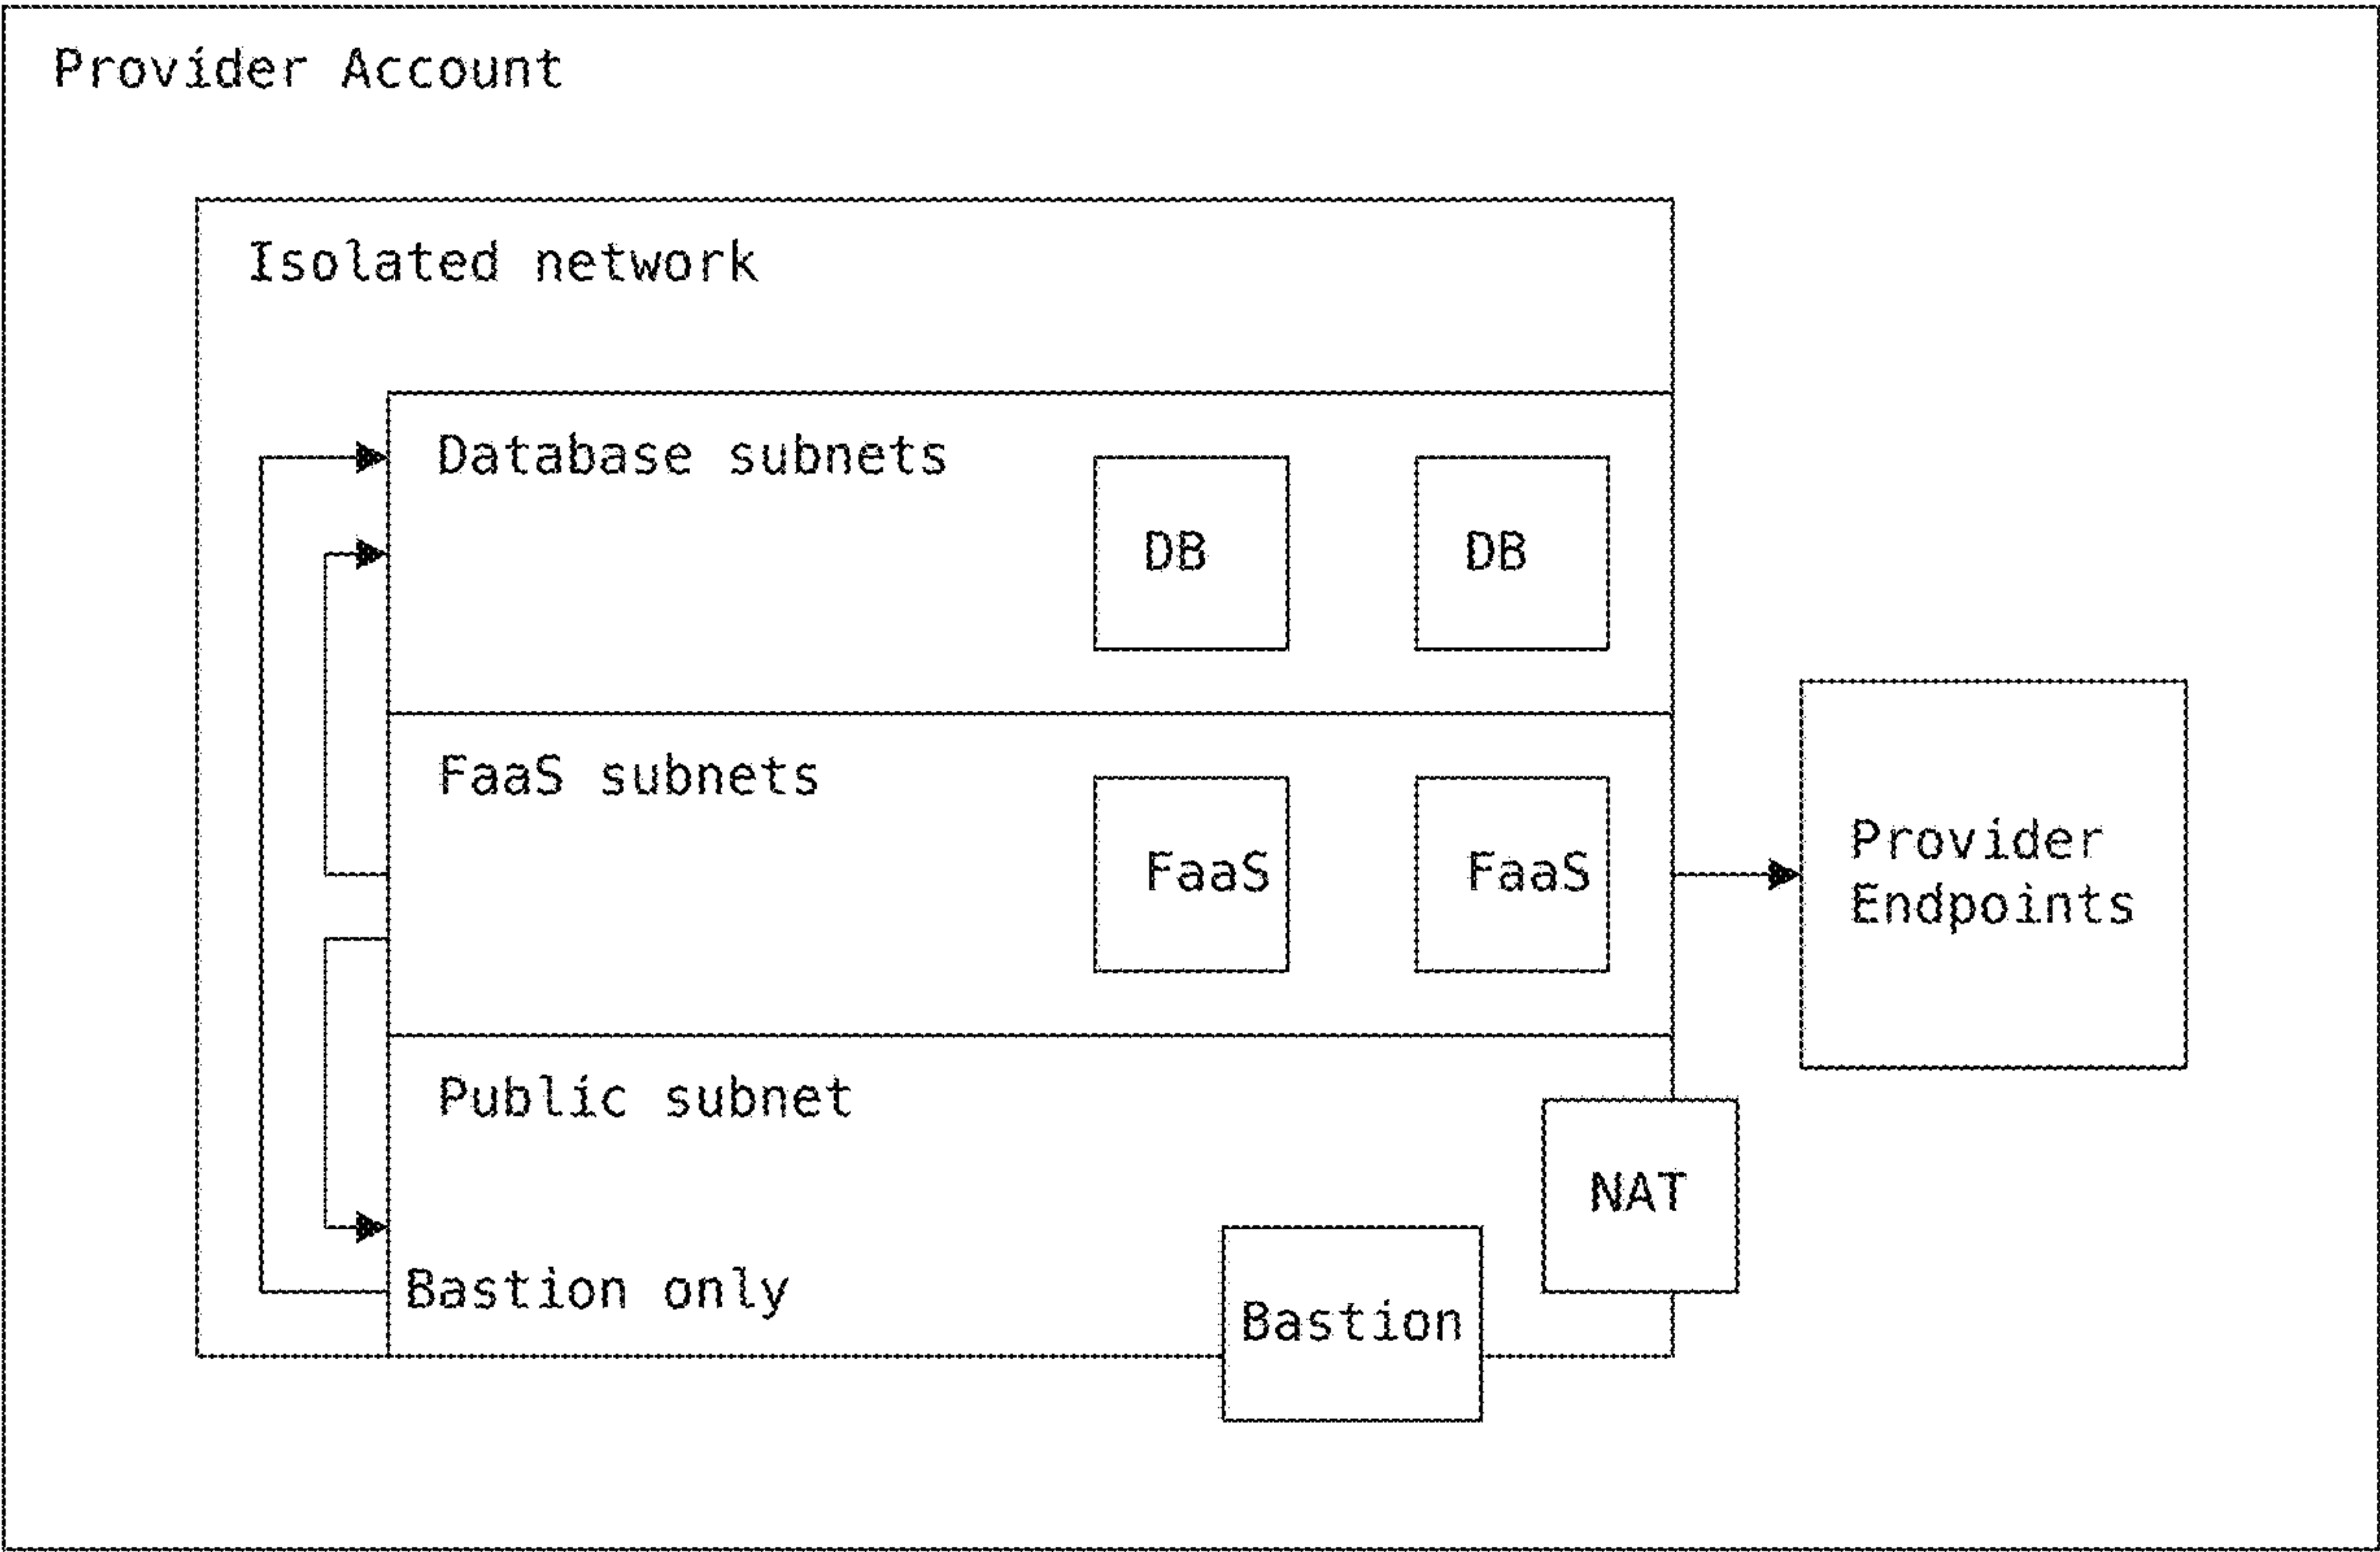 Provider Account
Isolated network
Database subnets
DB
DB
FaaS subnets
FaaS
FaaS
Provider
Endpoints
Public subnet
NAT
Bastion only
Bastion